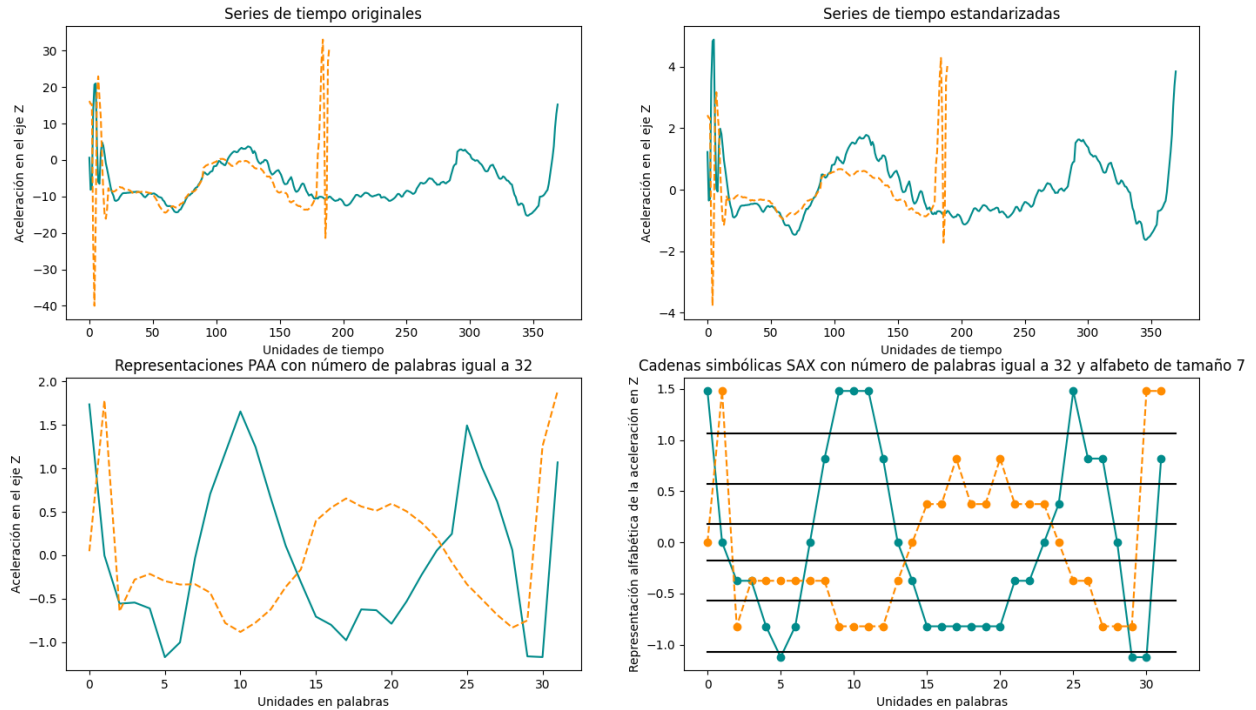 Series de tiempo originales
Aceleración en el eje Z
30
20
10
0
−10
−20
−30
−40
0 50 100 150 200 250 300 350
Unidades de tiempo
Series de tiempo estandarizadas
Aceleración en el eje Z
4
2
0
−2
−4
0 50 100 150 200 250 300 350
Unidades de tiempo
Representaciones PAA con número de palabras igual a 32
Aceleración en el eje Z
2.0
1.5
1.0
0.5
0.0
−0.5
−1.0
0 5 10 15 20 25 30
Unidades en palabras
Cadenas simbólicas SAX con número de palabras igual a 32 y alfabeto de tamaño 7
Representación alfabética de la aceleración en Z
1.5
1.0
0.5
0.0
−0.5
−1.0
0 5 10 15 20 25 30
Unidades en palabras